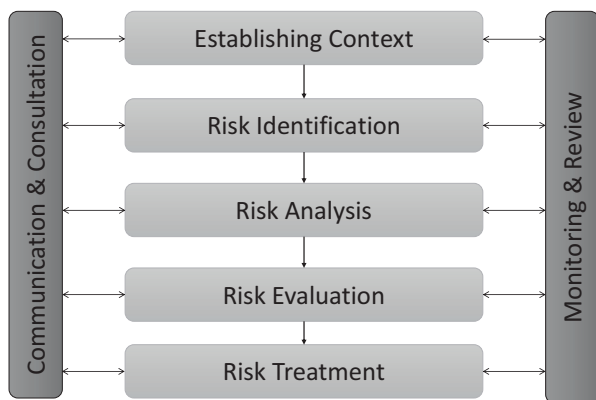 Communication & Consultation
Establishing Context
Risk Identification
Risk Analysis
Risk Evaluation
Risk Treatment
Monitoring & Review